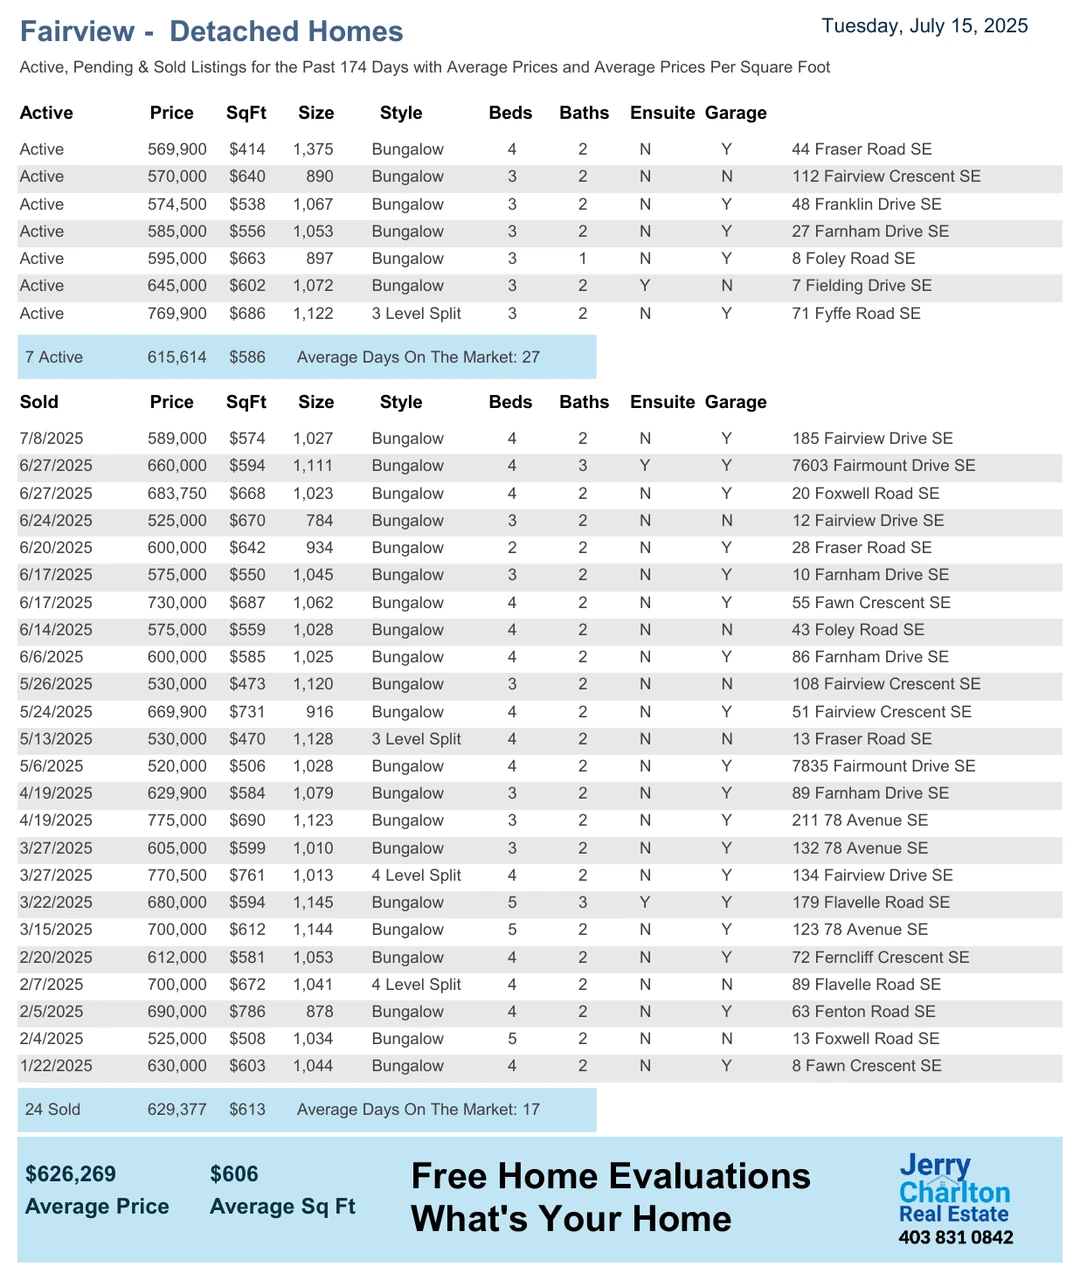 Fairview - Detached Homes
Tuesday, July 15, 2025
Active, Pending & Sold Listings for the Past 174 Days with Average Prices and Average Prices Per Square Foot
Active Price SqFt Size Style Beds Baths Ensuite Garage
Active 569,900 $414 1,375 Bungalow 4 2 N Y 44 Fraser Road SE
Active 570,000 $640 890 Bungalow 3 2 N N 112 Fairview Crescent SE
Active 574,500 $538 1,067 Bungalow 3 2 N Y 48 Franklin Drive SE
Active 585,000 $556 1,053 Bungalow 3 2 N Y 27 Farnham Drive SE
Active 595,000 $663 897 Bungalow 3 1 N Y 8 Foley Road SE
Active 645,000 $602 1,072 Bungalow 3 2 Y N 7 Fielding Drive SE
Active 769,900 $686 1,122 3 Level Split 3 2 N Y 71 Fyffe Road SE
7 Active 615,614 $586 Average Days On The Market: 27
Sold Price SqFt Size Style Beds Baths Ensuite Garage
7/8/2025 589,000 $574 1,027 Bungalow 4 2 N Y 185 Fairview Drive SE
6/27/2025 660,000 $594 1,111 Bungalow 4 3 Y Y 7603 Fairmount Drive SE
6/27/2025 683,750 $668 1,023 Bungalow 4 2 N Y 20 Foxwell Road SE
6/24/2025 525,000 $670 784 Bungalow 3 2 N N 12 Fairview Drive SE
6/20/2025 600,000 $642 934 Bungalow 2 2 N Y 28 Fraser Road SE
6/17/2025 575,000 $550 1,045 Bungalow 3 2 N Y 10 Farnham Drive SE
6/17/2025 730,000 $687 1,062 Bungalow 4 2 N Y 55 Fawn Crescent SE
6/14/2025 575,000 $559 1,028 Bungalow 4 2 N N 43 Foley Road SE
6/6/2025 600,000 $585 1,025 Bungalow 4 2 N Y 86 Farnham Drive SE
5/26/2025 530,000 $473 1,120 Bungalow 3 2 N N 108 Fairview Crescent SE
5/24/2025 669,900 $731 916 Bungalow 4 2 N Y 51 Fairview Crescent SE
5/13/2025 530,000 $470 1,128 3 Level Split 4 2 N N 13 Fraser Road SE
5/6/2025 520,000 $506 1,028 Bungalow 4 2 N Y 7835 Fairmount Drive SE
4/19/2025 629,900 $584 1,079 Bungalow 3 2 N Y 89 Farnham Drive SE
4/19/2025 775,000 $690 1,123 Bungalow 3 2 N Y 211 78 Avenue SE
3/27/2025 605,000 $599 1,010 Bungalow 3 2 N Y 132 78 Avenue SE
3/27/2025 770,500 $761 1,013 4 Level Split 4 2 N Y 134 Fairview Drive SE
3/22/2025 680,000 $594 1,145 Bungalow 5 3 Y Y 179 Flavelle Road SE
3/15/2025 700,000 $612 1,144 Bungalow 5 2 N Y 123 78 Avenue SE
2/20/2025 612,000 $581 1,053 Bungalow 4 2 N Y 72 Ferncliff Crescent SE
2/7/2025 700,000 $672 1,041 4 Level Split 4 2 N N 89 Flavelle Road SE
2/5/2025 690,000 $786 878 Bungalow 4 2 N Y 63 Fenton Road SE
2/4/2025 525,000 $508 1,034 Bungalow 5 2 N N 13 Foxwell Road SE
1/22/2025 630,000 $603 1,044 Bungalow 4 2 N Y 8 Fawn Crescent SE
24 Sold 629,377 $613 Average Days On The Market: 17
$626,269 $606
Average Price Average Sq Ft
Free Home Evaluations
What's Your Home
Jerry
Charlton
Real Estate
403 831 0842